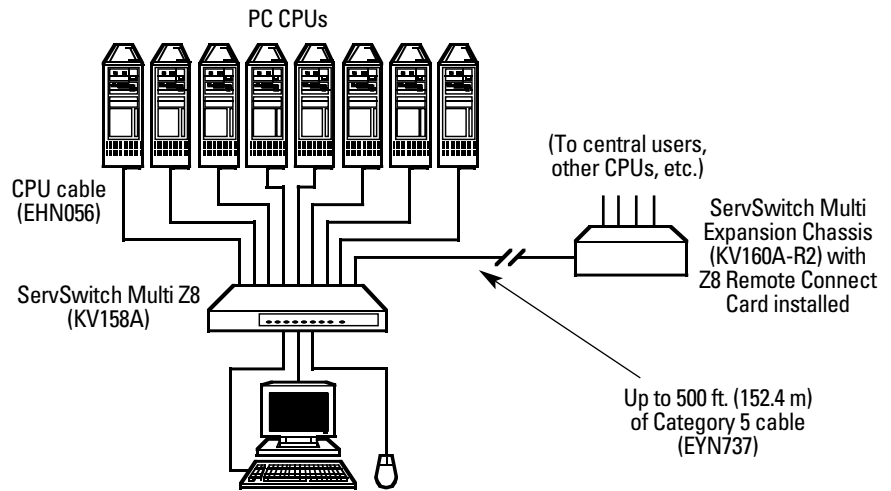 PC CPUs
CPU cable
(EHN056)
(To central users,
other CPUs, etc.)
ServSwitch Multi
Expansion Chassis
(KV160A-R2) with
Z8 Remote Connect
Card installed
ServSwitch Multi Z8
(KV158A)
Up to 500 ft. (152.4 m)
of Category 5 cable
(EYN737)